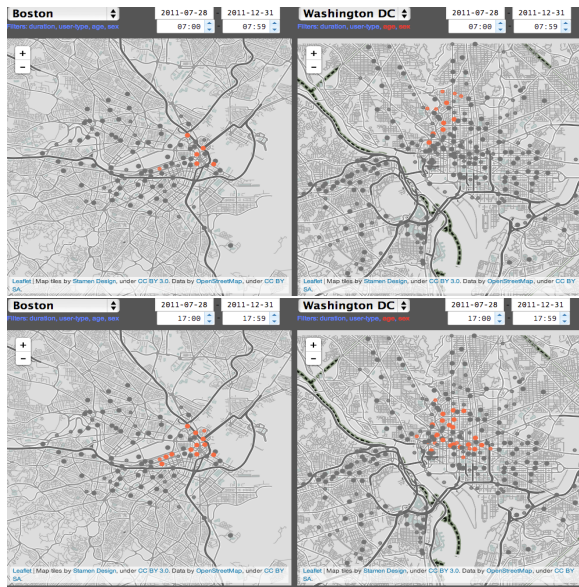 Boston 2011-07-28 - 2011-12-31
Filters: duration, user-type, age, sex 07:00 - 07:59
+
−
Leaflet | Map tiles by Stamen Design, under CC BY 3.0. Data by OpenStreetMap, under CC BY
SA.
Washington DC 2011-07-28 - 2011-12-31
Filters: duration, user-type, age, sex 07:00 - 07:59
+
−
Leaflet | Map tiles by Stamen Design, under CC BY 3.0. Data by OpenStreetMap, under CC BY
SA.
Boston 2011-07-28 - 2011-12-31
Filters: duration, user-type, age, sex 17:00 - 17:59
+
−
Leaflet | Map tiles by Stamen Design, under CC BY 3.0. Data by OpenStreetMap, under CC BY
SA.
Washington DC 2011-07-28 - 2011-12-31
Filters: duration, user-type, age, sex 17:00 - 17:59
+
−
Leaflet | Map tiles by Stamen Design, under CC BY 3.0. Data by OpenStreetMap, under CC BY
SA.